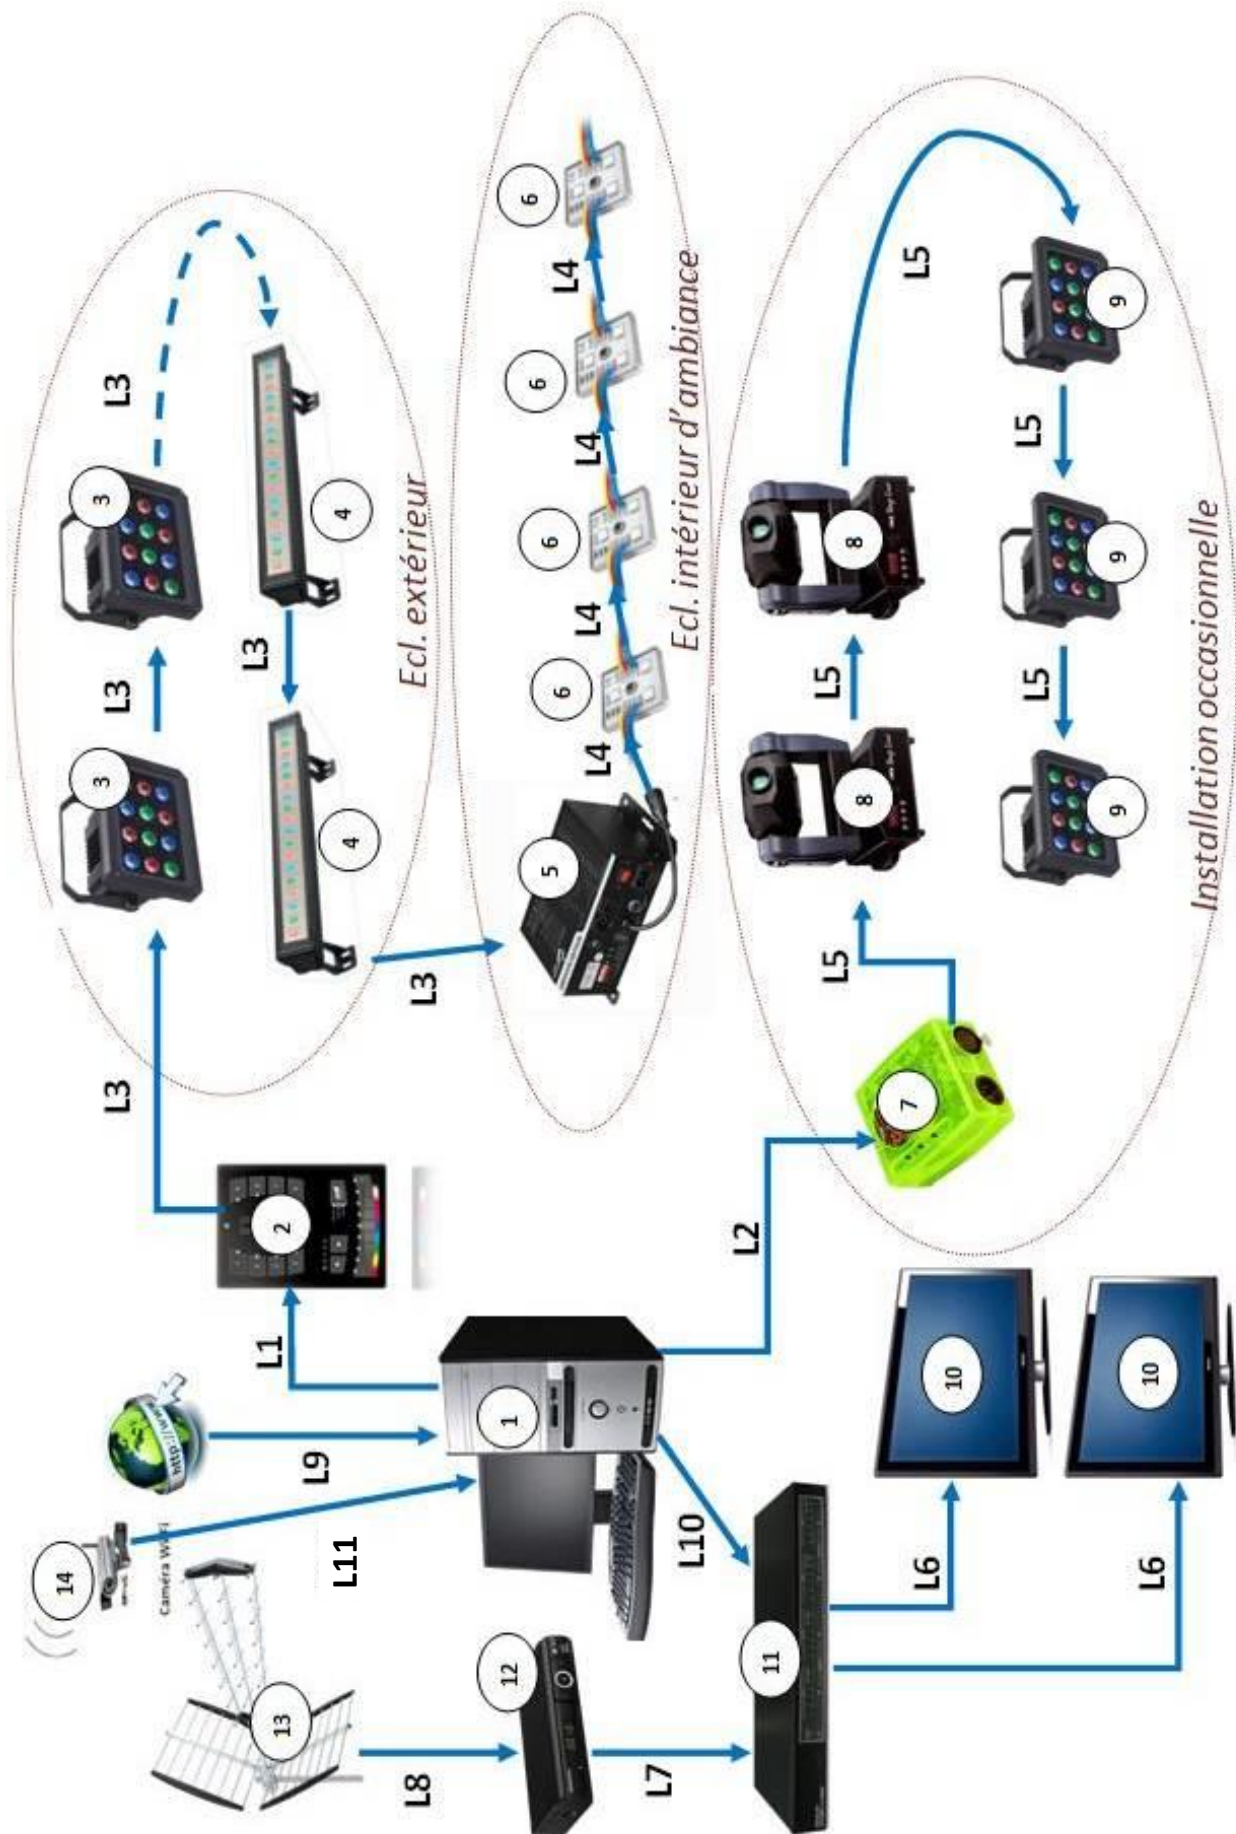 14
3
3
L3
L3
L3
Caméra WiFi
http://www
L3
L1
2
13
L9
4
4
L11
Ecl. extérieur
L8
L3
12
1
5
6
6
6
6
L4
L4
L4
L4
L7
Ecl. intérieur d'ambiance
L10
L2
11
L5
L5
8
8
7
L5
L6
10
L5
L5
9
9
9
L6
10
Installation occasionnelle